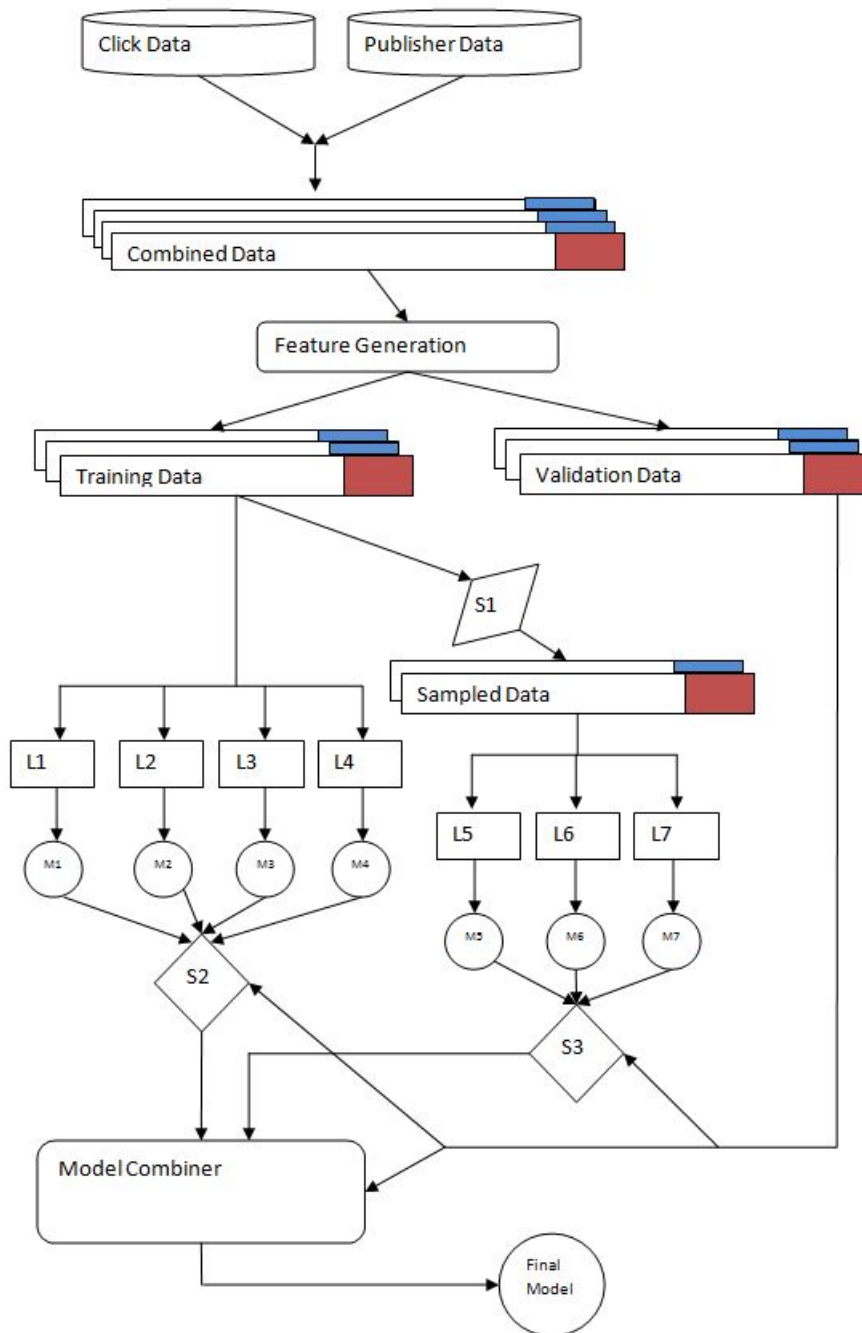 Click Data
Publisher Data
Combined Data
Feature Generation
Training Data
Validation Data
S1
Sampled Data
L1
L2
L3
L4
L5
L6
L7
M1
M2
M3
M4
M5
M6
M7
S2
S3
Model Combiner
Final
Model